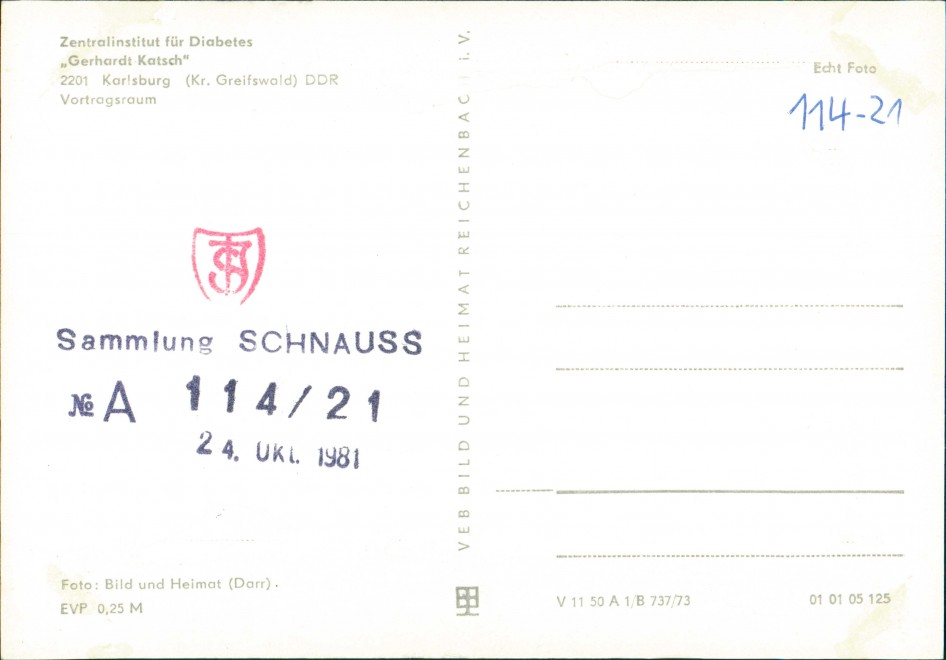 Zentralinstitut für Diabetes
„Gerhardt Katsch"
2201 Karlsburg (Kr. Greifswald) DDR
Vortragsraum
Sammlung SCHNAUSS
№ A 114/21
24. OKt. 1981
Foto: Bild und Heimat (Darr).
EVP 0,25 M
VEB BILD UND HEIMAT REICHENBACH i. V.
Echt Foto
114-21
V 11 50 A 1/B 737/73
01 01 05 125